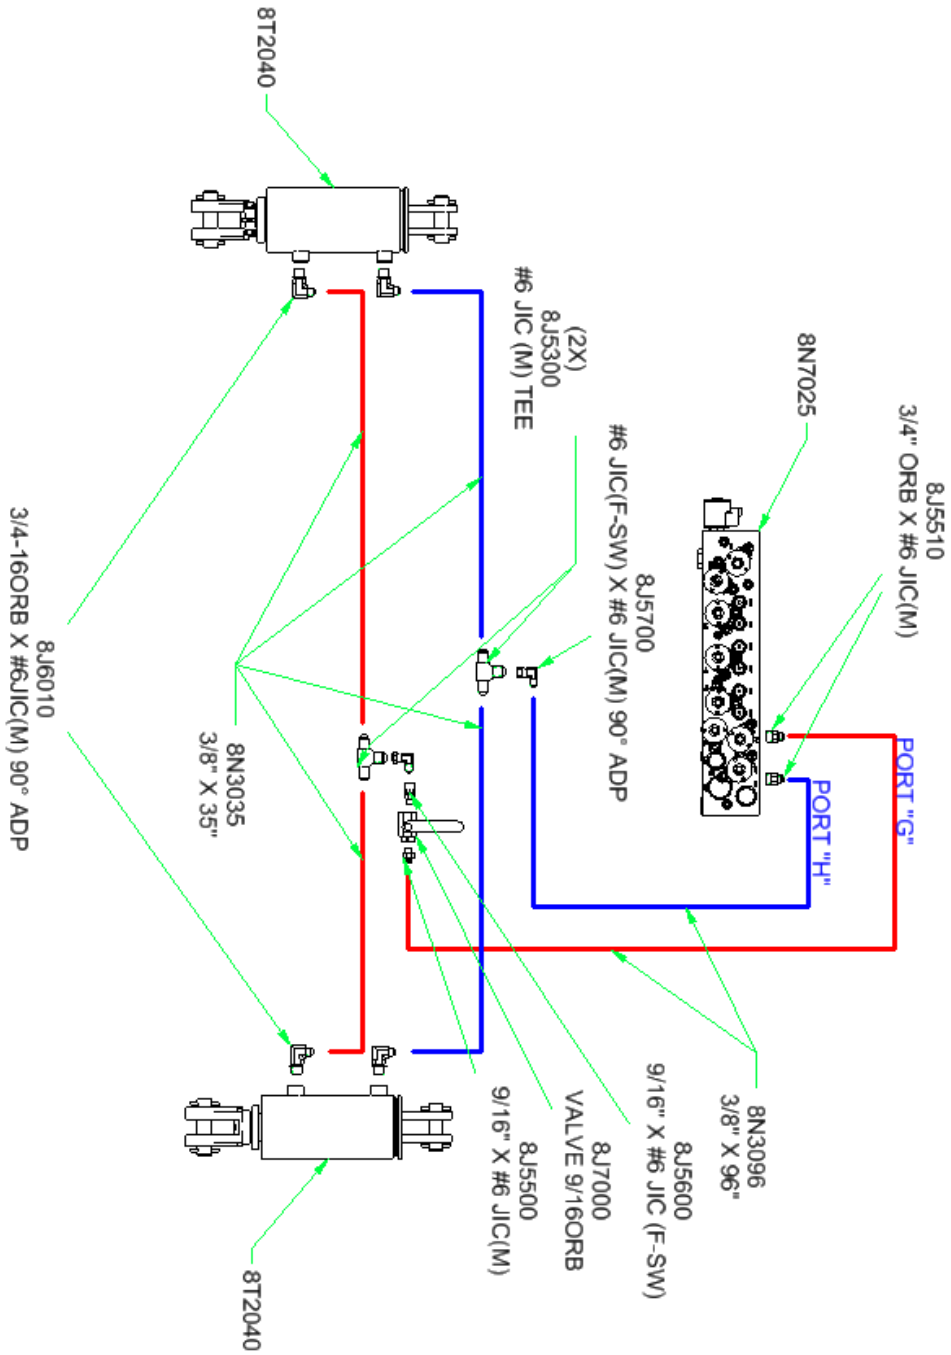 8J5510
3/4" ORB X #6 JIC(M)
8N7025
PORT "G"
PORT "H"
8J5700
#6 JIC(F-SW) X #6 JIC(M) 90° ADP
(2X)
8J5300
#6 JIC (M) TEE
8T2040
8N3096
3/8" X 96"
8J5600
9/16" X #6 JIC (F-SW)
8J7000
VALVE 9/16ORB
8J5500
9/16" X #6 JIC(M)
8N3035
3/8" X 35"
8T2040
8J6010
3/4-16ORB X #6JIC(M) 90° ADP